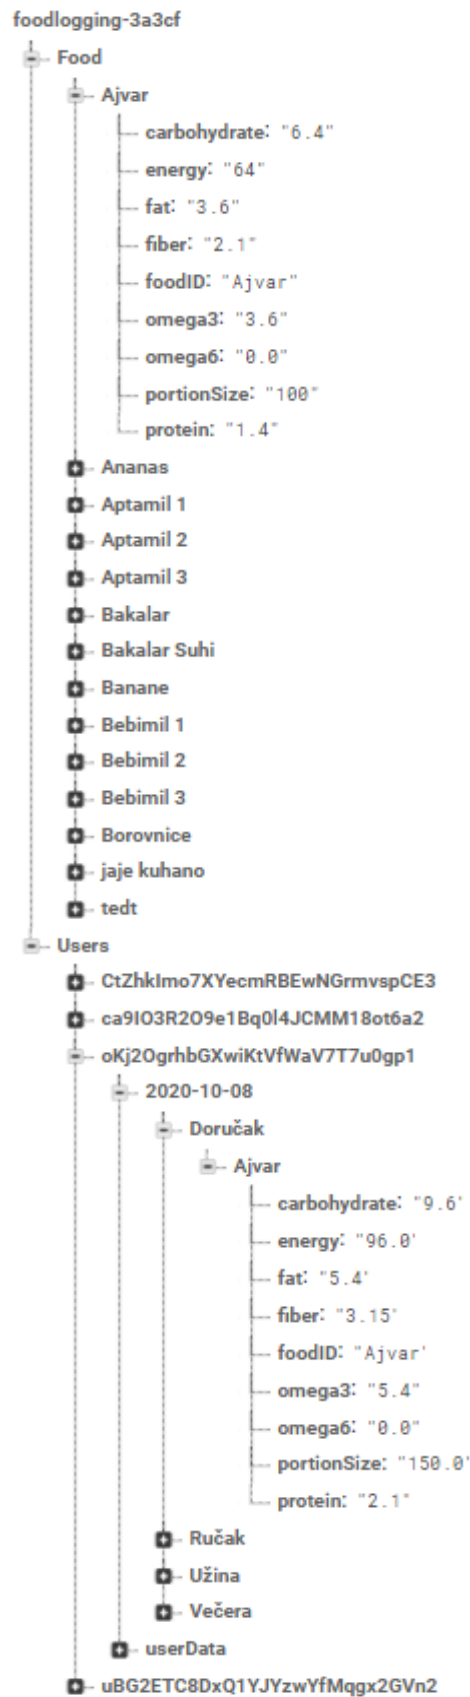 foodlogging-3a3cf
Food
Ajvar
carbohydrate: "6.4"
energy: "64"
fat: "3.6"
fiber: "2.1"
foodID: "Ajvar"
omega3: "3.6"
omega6: "0.0"
portionSize: "100"
protein: "1.4"
Ananas
Aptamil 1
Aptamil 2
Aptamil 3
Bakalar
Bakalar Suhi
Banane
Bebimil 1
Bebimil 2
Bebimil 3
Borovnice
jaje kuhano
tedt
Users
CtZhkImo7XYecmRBEwNGrmvspCE3
ca9IO3R2O9e1Bq0l4JCMM18ot6a2
oKj2OgrhbGXwiKtVfWaV7T7u0gp1
2020-10-08
Doručak
Ajvar
carbohydrate: "9.6'
energy: "96.0'
fat: "5.4'
fiber: "3.15'
foodID: "Ajvar'
omega3: "5.4"
omega6: "0.0"
portionSize: "150.0'
protein: "2.1"
Ručak
Užina
Večera
userData
uBG2ETC8DxQ1YJYzwYfMqgx2GVn2